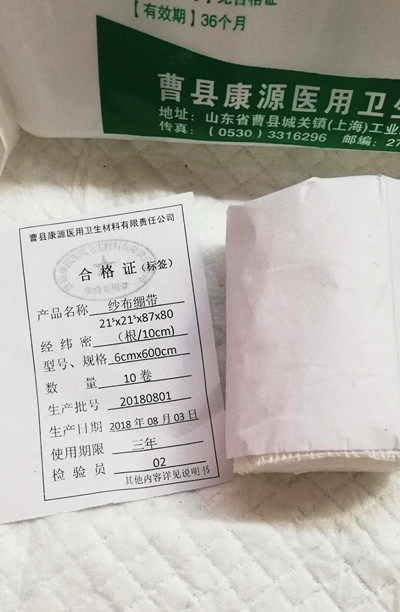 【有效期】36个月
曹县康源医用卫生
地址：山东省曹县城关镇(上海)工业
传真：（0530）3316296 邮编：27
曹县康源医用卫生材料有限责任公司
合格证（标签）
产品名称 纱布绷带
21ˢx21ˢx87x80
经纬密 （根/10cm)
型号、规格 6cmx600cm
数量 10卷
生产批号 20180801
生产日期 2018年08月03日
使用期限 三年
检验员 02
其他内容详见说明书